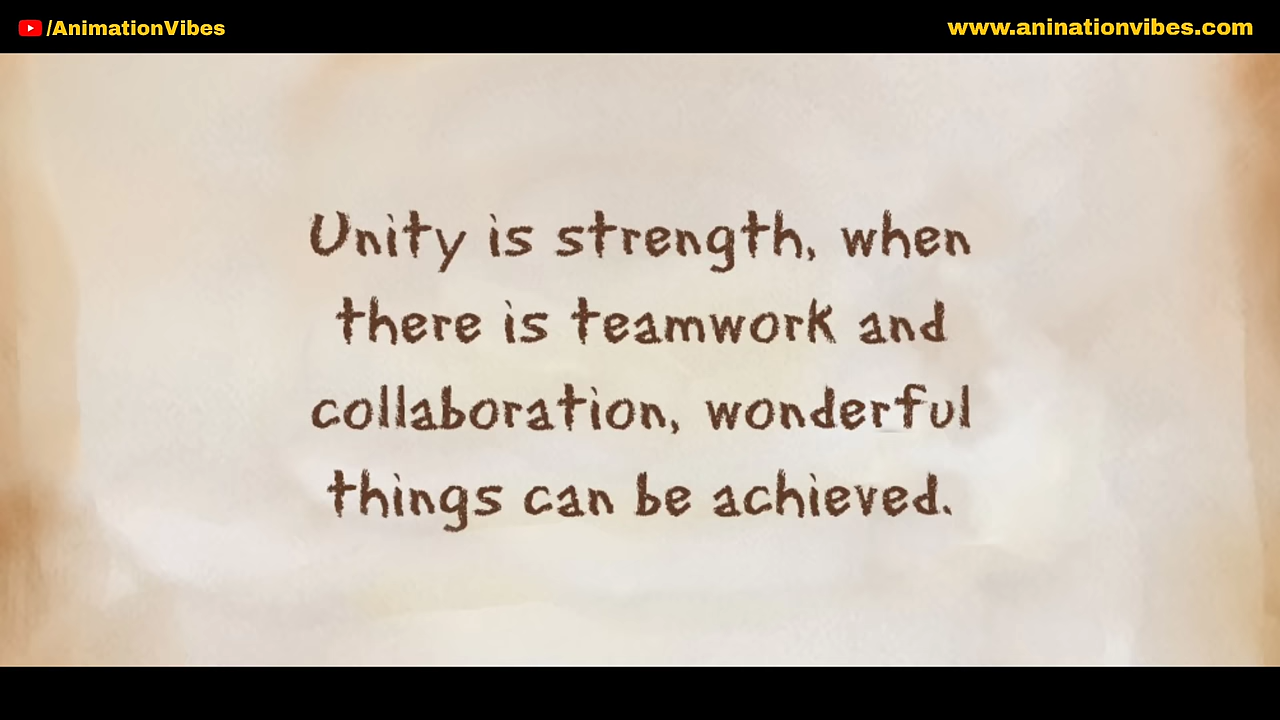 /AnimationVibes
www.aninationvibes.com
Unity is strength, when
there is teamwork and
collaboration, wonderful
things can be achieved.